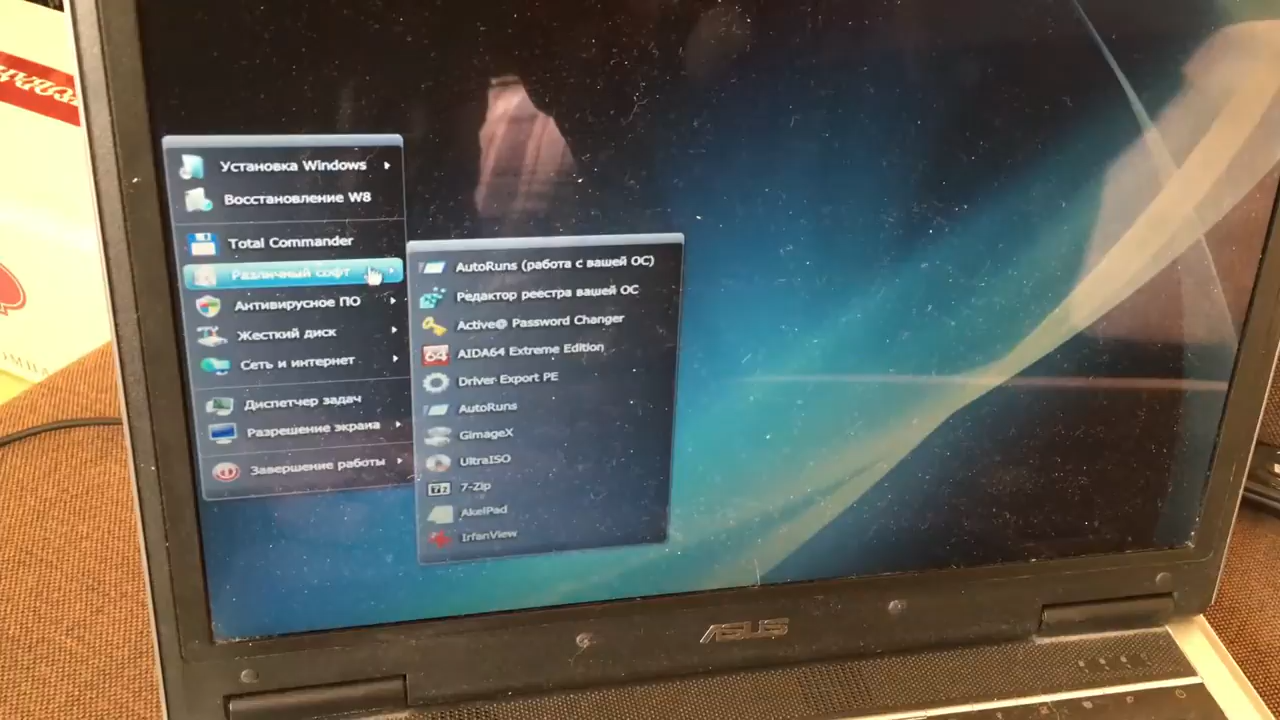 Установка Windows
Восстановление W8
Total Commander
Различный софт
Антивирусное ПО
Жесткий диск
Сеть и интернет
Диспетчер задач
Разрешение экрана
Завершение работы
AutoRuns (работа с вашей ОС)
Редактор реестра вашей ОС
Active@ Password Changer
64
AIDA64 Extreme Edition
Driver Export PE
AutoRuns
GimageX
UltraISO
7z
7-Zip
AkelPad
IrfanView
ASUS